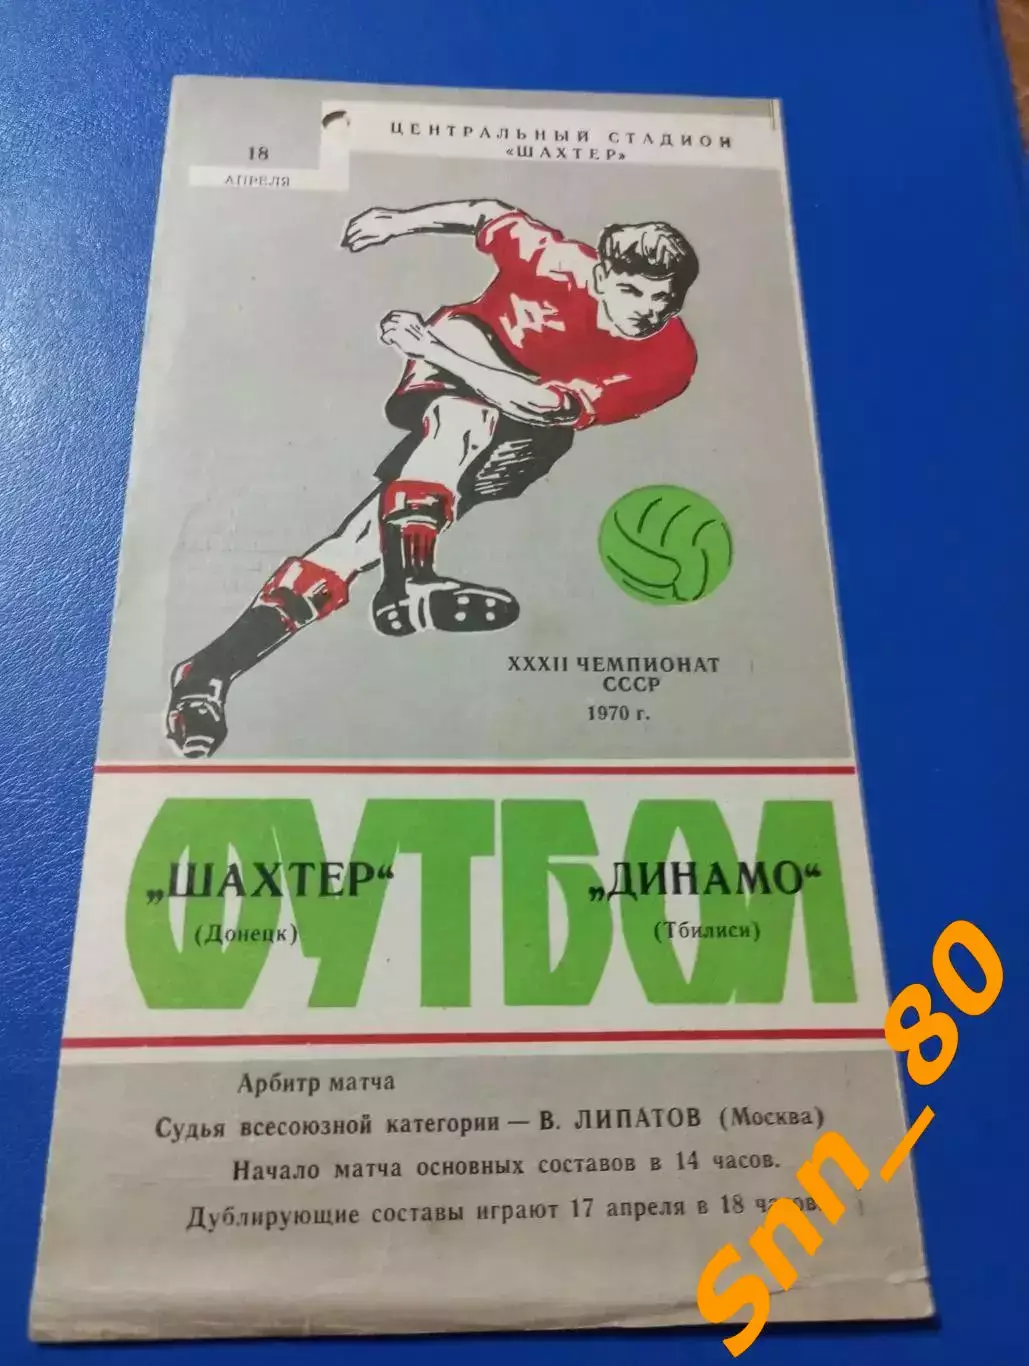 ЦЕНТРАЛЬНЫЙ СТАДИОН
«ШАХТЕР»
18
АПРЕЛЯ
XXXII ЧЕМПИОНАТ
СССР
1970 г.
ФУТБОЛ
„ШАХТЕР“
(Донецк)
„ДИНАМО“
(Тбилиси)
Арбитр матча
Судья всесоюзной категории — В. ЛИПАТОВ (Москва)
Начало матча основных составов в 14 часов.
Дублирующие составы играют 17 апреля в 18 часов.
Snn_80